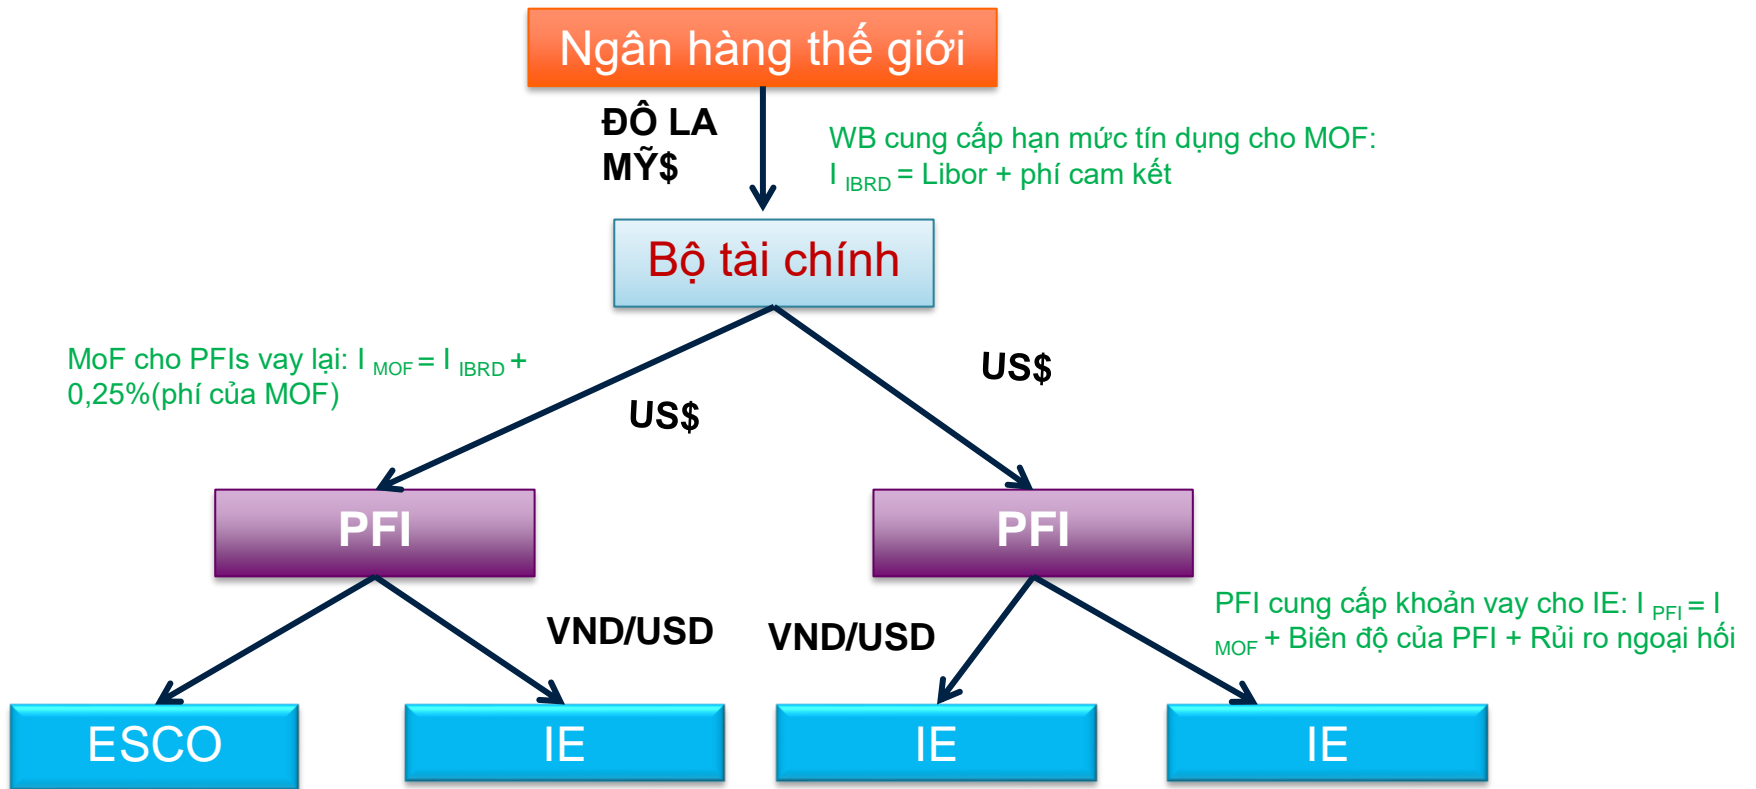 Ngân hàng thế giới
ĐÔ LA
MỸ$
WB cung cấp hạn mức tín dụng cho MOF:
I IBRD = Libor + phí cam kết
Bộ tài chính
MoF cho PFIs vay lại: I MOF = I IBRD +
0,25%(phí của MOF)
US$
US$
PFI
PFI
PFI cung cấp khoản vay cho IE: I PFI = I
MOF + Biên độ của PFI + Rủi ro ngoại hối
VND/USD
VND/USD
ESCO
IE
IE
IE